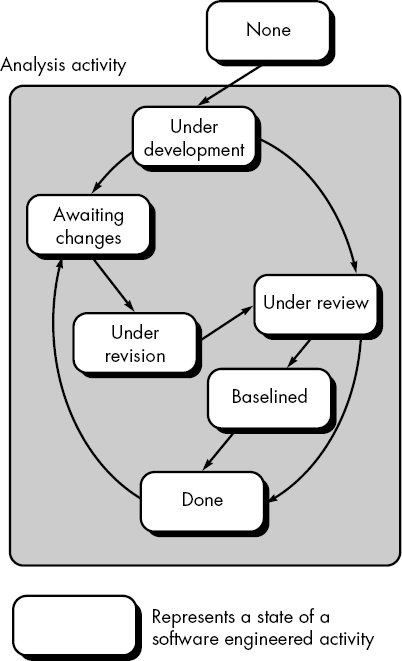 None
Analysis activity
Under
development
Awaiting
changes
Under review
Under
revision
Baselined
Done
Represents a state of a
software engineered activity